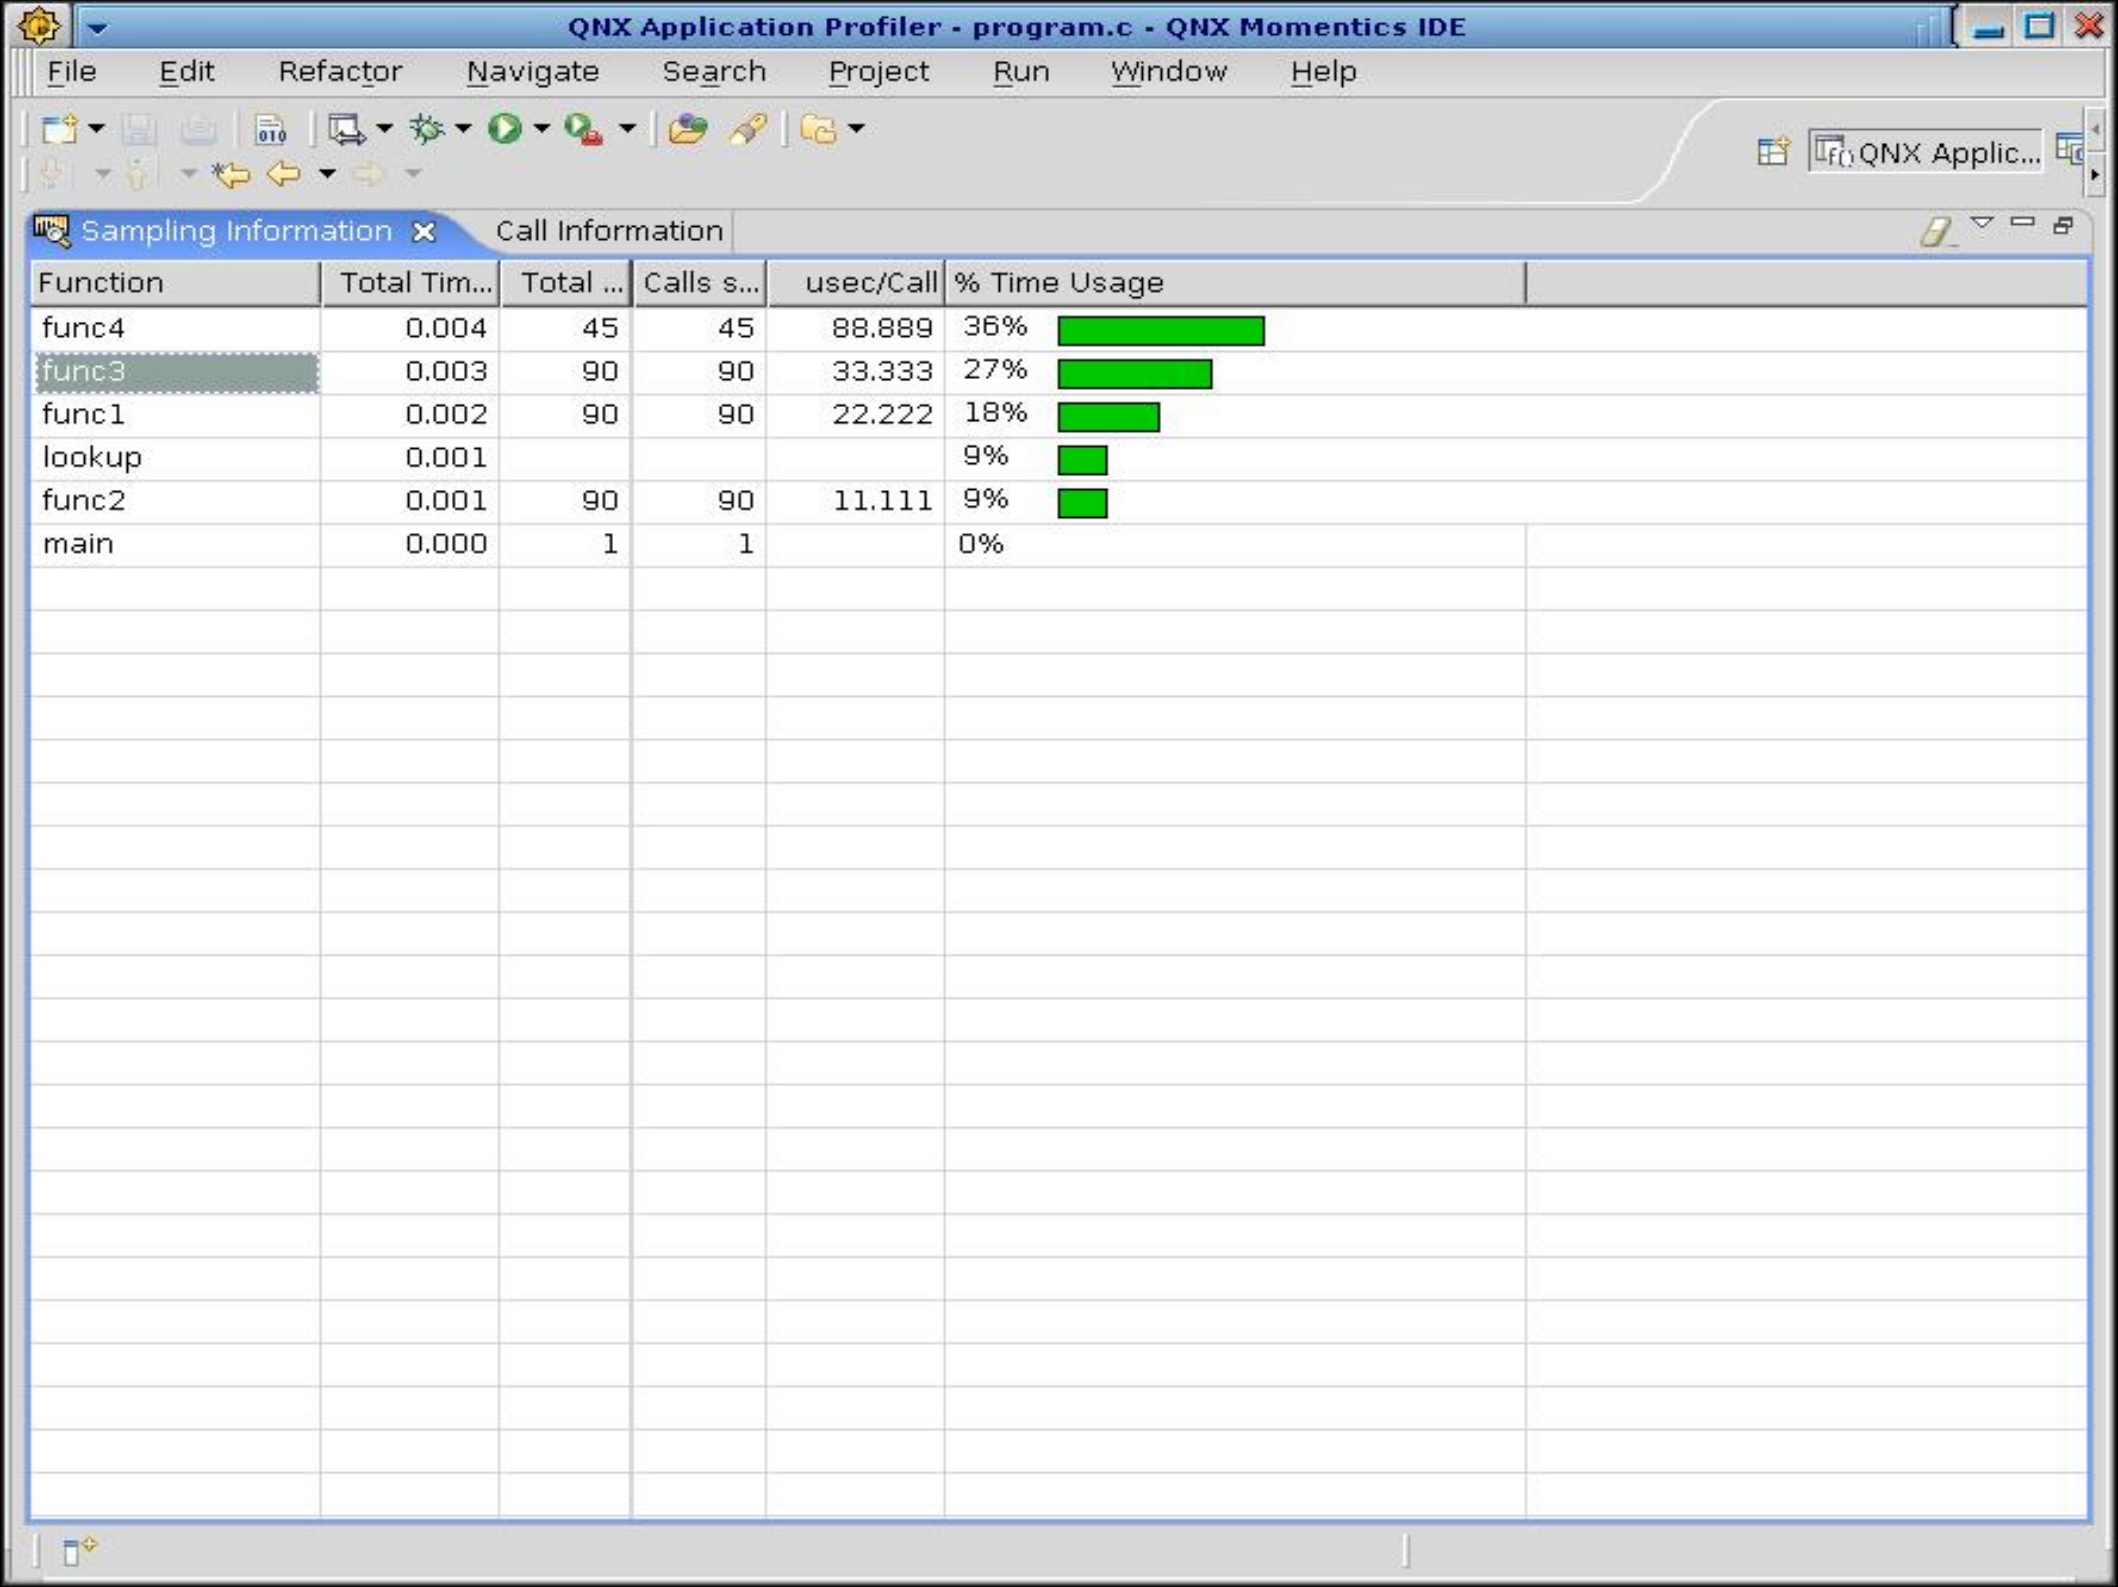 QNX Application Profiler - program.c - QNX Momentics IDE
File Edit Refactor Navigate Search Project Run Window Help
010
f() QNX Applic...
Sampling Information Call Information
Function Total Tim... Total ... Calls s... usec/Call % Time Usage
func4 0.004 45 45 88.889 36%
func3 0.003 90 90 33.333 27%
func1 0.002 90 90 22.222 18%
lookup 0.001 9%
func2 0.001 90 90 11.111 9%
main 0.000 1 1 0%